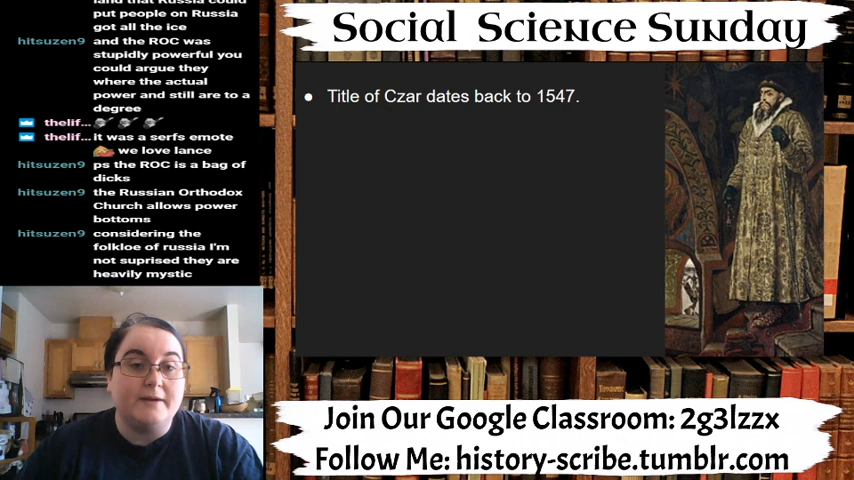 land that Russia could
put people on Russia
got all the ice
hitsuzen9 and the ROC was
stupidly powerful you
could argue they
where the actual
power and still are to a
degree
thelif...
thelif... it was a serfs emote
we love lance
hitsuzen9 ps the ROC is a bag of
dicks
hitsuzen9 the Russian Orthodox
Church allows power
bottoms
hitsuzen9 considering the
folkloe of russia I'm
not suprised they are
heavily mystic
Social Science Sunday
● Title of Czar dates back to 1547.
Join Our Google Classroom: 2g3lzzx
Follow Me: history-scribe.tumblr.com